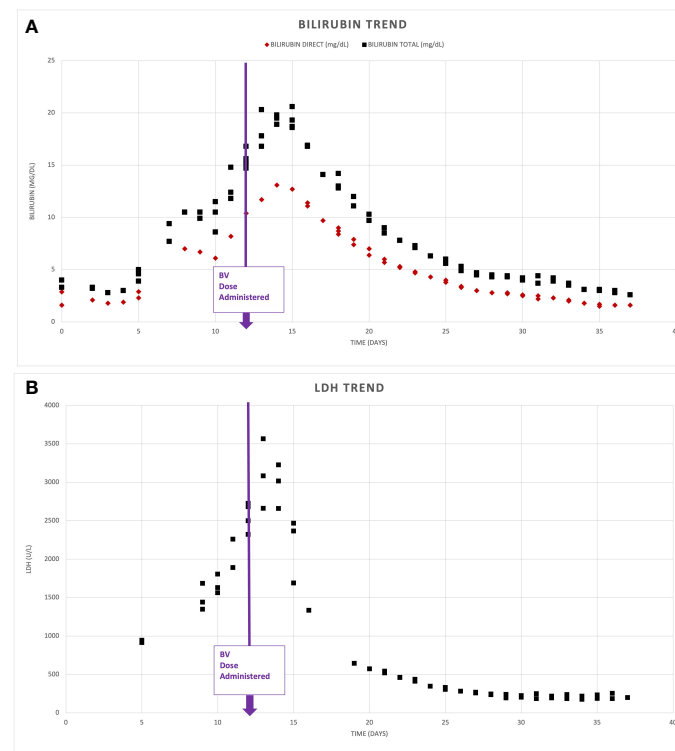 A
BILIRUBIN TREND
BILIRUBIN DIRECT (mg/dL) BILIRUBIN TOTAL (mg/dL)
25
20
15
10
5
0
BILIRUBIN (MG/DL)
BV
Dose
Administered
0 5 10 15 20 25 30 35 40
TIME (DAYS)
B
LDH TREND
4000
3500
3000
2500
2000
1500
1000
500
0
LDH (U/L)
BV
Dose
Administered
0 5 10 15 20 25 30 35 40
TIME (DAYS)